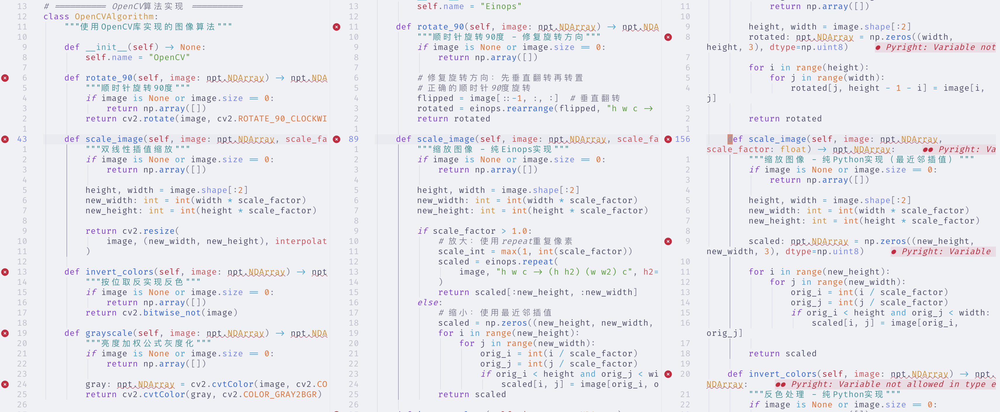 13 # ========== OpenCV算法实现 ==========
12 class OpenCVAlgorithm:
11 """使用OpenCV库实现的图像算法"""
10
9 def __init__(self) -> None:
8 self.name = "OpenCV"
7
6 def rotate_90(self, image: npt.NDArray) -> npt.NDA
5 """顺时针旋转90度"""
4 if image is None or image.size == 0:
3 return np.array([])
2 return cv2.rotate(image, cv2.ROTATE_90_CLOCKWI
1
43 def scale_image(self, image: npt.NDArray, scale_fa
1 """双线性插值缩放"""
2 if image is None or image.size == 0:
3 return np.array([])
4
5 height, width = image.shape[:2]
6 new_width: int = int(width * scale_factor)
7 new_height: int = int(height * scale_factor)
8
9 return cv2.resize(
10 image, (new_width, new_height), interpolat
11 )
12
13 def invert_colors(self, image: npt.NDArray) -> npt
14 """按位取反实现反色"""
15 if image is None or image.size == 0:
16 return np.array([])
17 return cv2.bitwise_not(image)
18
19 def grayscale(self, image: npt.NDArray) -> npt.NDA
20 """亮度加权公式灰度化"""
21 if image is None or image.size == 0:
22 return np.array([])
23
24 gray: npt.NDArray = cv2.cvtColor(image, cv2.CO
25 return cv2.cvtColor(gray, cv2.COLOR_GRAY2BGR)
26
13 self.name = "Einops"
12
11 def rotate_90(self, image: npt.NDArray) -> npt.NDA
10 """顺时针旋转90度 - 修复旋转方向"""
9 if image is None or image.size == 0:
8 return np.array([])
7
6 # 修复旋转方向：先垂直翻转再转置
5 # 正确的顺时针90度旋转
4 flipped = image[::-1, :, :] # 垂直翻转
3 rotated = einops.rearrange(flipped, "h w c ->
2 return rotated
1
89 def scale_image(self, image: npt.NDArray, scale_fa
1 """缩放图像 - 纯Einops实现"""
2 if image is None or image.size == 0:
3 return np.array([])
4
5 height, width = image.shape[:2]
6 new_width: int = int(width * scale_factor)
7 new_height: int = int(height * scale_factor)
8
9 if scale_factor > 1.0:
10 # 放大：使用repeat重复像素
11 scale_int = max(1, int(scale_factor))
12 scaled = einops.repeat(
13 image, "h w c -> (h h2) (w w2) c", h2=
14 )
15 return scaled[:new_height, :new_width]
16 else:
17 # 缩小：使用最近邻插值
18 scaled = np.zeros((new_height, new_width,
19 for i in range(new_height):
20 for j in range(new_width):
21 orig_i = int(i / scale_factor)
22 orig_j = int(j / scale_factor)
23 if orig_i < height and orig_j < wi
24 scaled[i, j] = image[orig_i, o
25 return scaled
26
11 return np.array([])
10
9 height, width = image.shape[:2]
8 rotated: npt.NDArray = np.zeros((width,
height, 3), dtype=np.uint8) ● Pyright: Variable not
7
6 for i in range(height):
5 for j in range(width):
4 rotated[j, height - 1 - i] = image[i,
j]
3
2 return rotated
1
156 def scale_image(self, image: npt.NDArray,
scale_factor: float) -> npt.NDArray: ●● Pyright: Va
1 """缩放图像 - 纯Python实现（最近邻插值）"""
2 if image is None or image.size == 0:
3 return np.array([])
4
5 height, width = image.shape[:2]
6 new_width: int = int(width * scale_factor)
7 new_height: int = int(height * scale_factor)
8
9 scaled: npt.NDArray = np.zeros((new_height,
new_width, 3), dtype=np.uint8) ● Pyright: Variable
10
11 for i in range(new_height):
12 for j in range(new_width):
13 orig_i = int(i / scale_factor)
14 orig_j = int(j / scale_factor)
15 if orig_i < height and orig_j < width:
16 scaled[i, j] = image[orig_i,
orig_j]
17
18 return scaled
19
20 def invert_colors(self, image: npt.NDArray) -> npt.
NDArray: ●● Pyright: Variable not allowed in type e
21 """反色处理 - 纯Python实现"""
22 if image is None or image.size == 0: